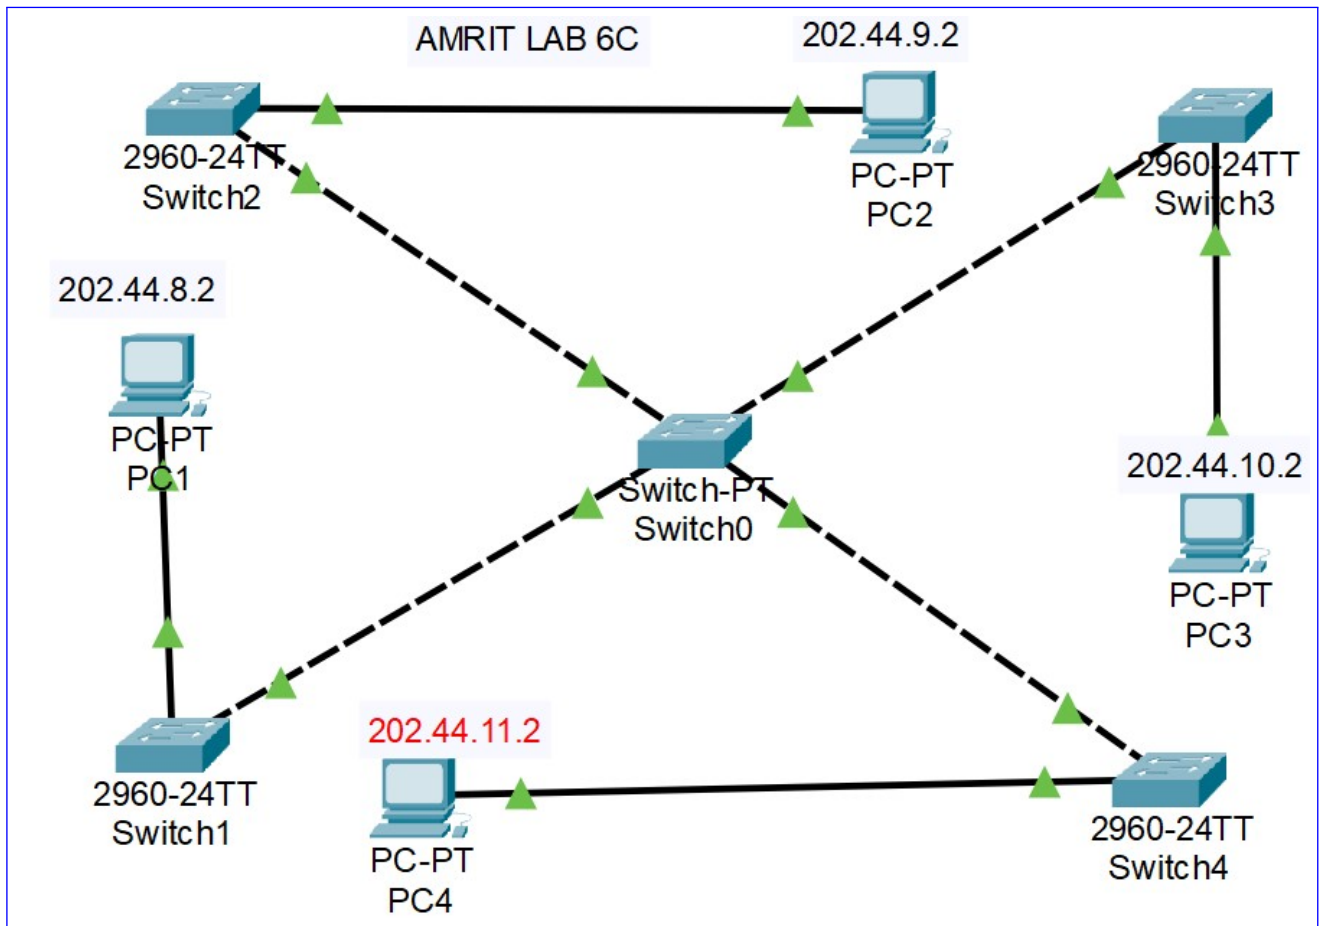 AMRIT LAB 6C
202.44.9.2
2960-24TT
Switch2
PC-PT
PC2
2960-24TT
Switch3
202.44.8.2
PC-PT
PC1
Switch-PT
Switch0
202.44.10.2
PC-PT
PC3
202.44.11.2
2960-24TT
Switch1
PC-PT
PC4
2960-24TT
Switch4